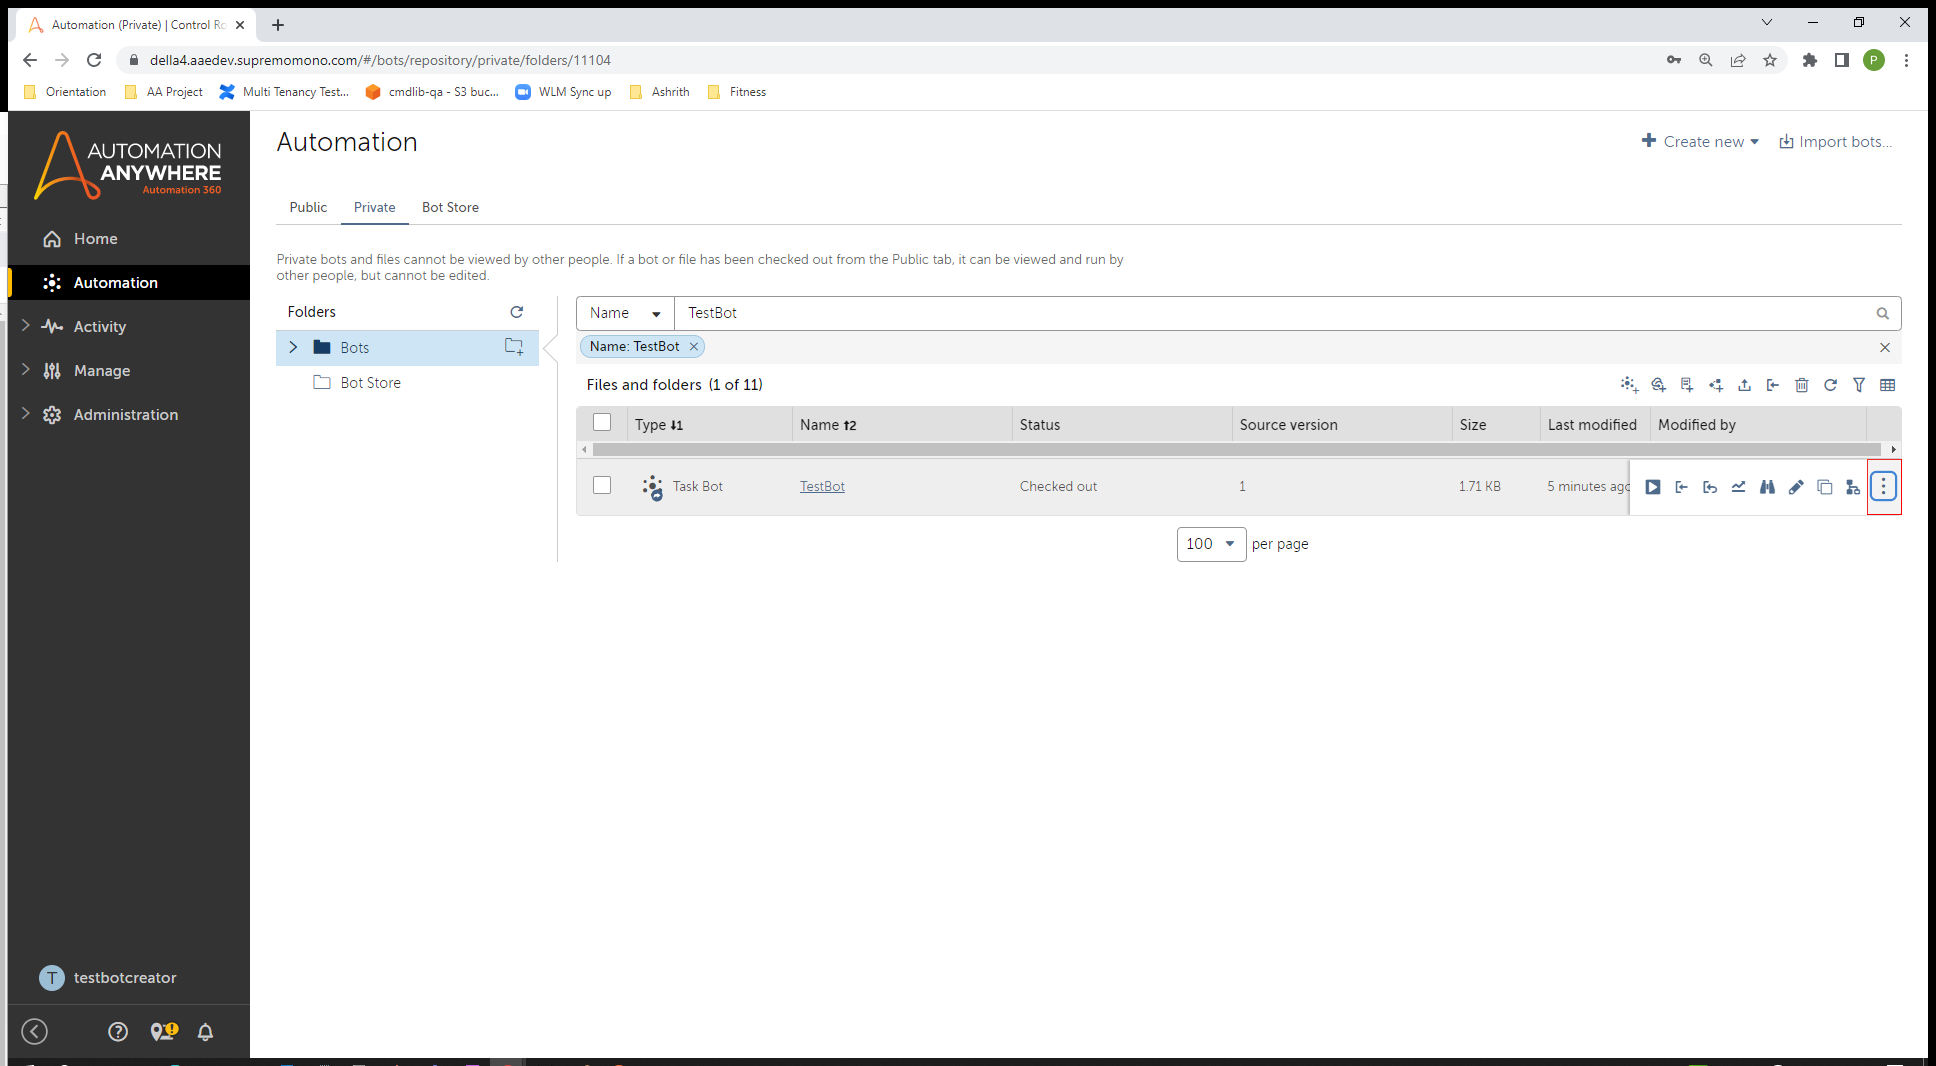 Automation (Private) | Control Ro
della4.aaedev.supremomono.com/#/bots/repository/private/folders/11104
P
Orientation
AA Project
Multi Tenancy Test...
cmdlib-qa - S3 buc...
WLM Sync up
Ashrith
Fitness
AUTOMATION
ANYWHERE
Automation 360
Home
Automation
Activity
Manage
Administration
T testbotcreator
Automation
Create new
Import bots...
Public Private Bot Store
Private bots and files cannot be viewed by other people. If a bot or file has been checked out from the Public tab, it can be viewed and run by
other people, but cannot be edited.
Folders
Bots
Bot Store
Name TestBot
Name: TestBot
Files and folders (1 of 11)
Type 1 Name 2 Status Source version Size Last modified Modified by
Task Bot TestBot Checked out 1 1.71 KB 5 minutes ago
100 per page